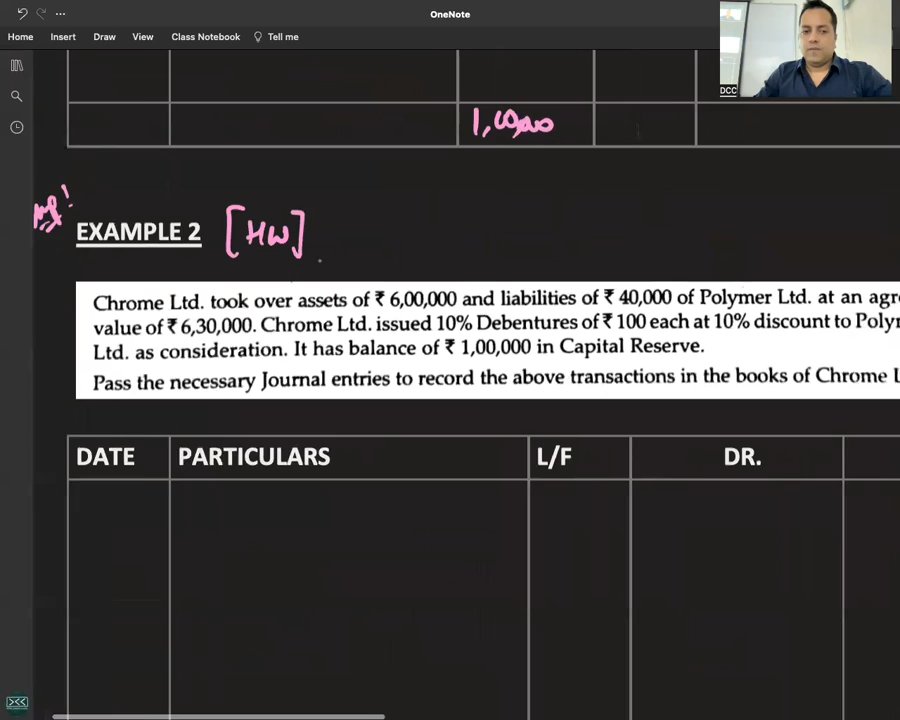 OneNote
Home Insert Draw View Class Notebook Tell me
DCC
1,00,000
EXAMPLE 2 [HW]
Chrome Ltd. took over assets of ₹ 6,00,000 and liabilities of ₹ 40,000 of Polymer Ltd. at an agre
value of ₹ 6,30,000. Chrome Ltd. issued 10% Debentures of ₹ 100 each at 10% discount to Polym
Ltd. as consideration. It has balance of ₹ 1,00,000 in Capital Reserve.
Pass the necessary Journal entries to record the above transactions in the books of Chrome L
DATE PARTICULARS L/F DR.